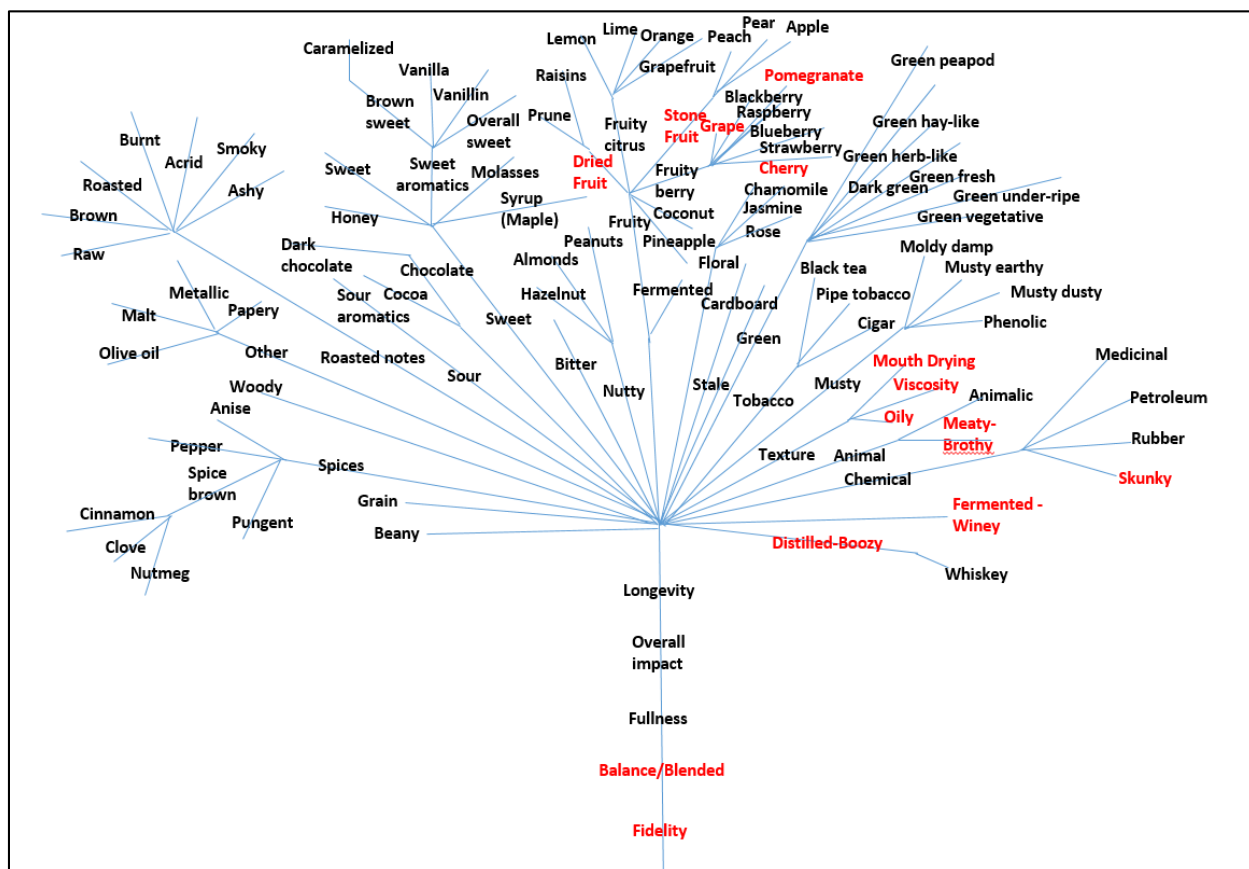 Caramelized
Vanilla
Vanillin
Brown
sweet
Overall
sweet
Lemon
Lime
Orange
Grapefruit
Peach
Pear
Apple
Raisins
Prune
Fruity
citrus
Dried
Fruit
Stone
Fruit
Grape
Pomegranate
Blackberry
Raspberry
Blueberry
Strawberry
Cherry
Fruity
berry
Green peapod
Green hay-like
Green herb-like
Green fresh
Dark green
Green under-ripe
Green vegetative
Burnt
Acrid
Smoky
Ashy
Roasted
Brown
Raw
Sweet
Sweet
aromatics
Molasses
Honey
Syrup
(Maple)
Chamomile
Jasmine
Rose
Coconut
Fruity
Pineapple
Floral
Dark
chocolate
Chocolate
Peanuts
Almonds
Hazelnut
Fermented
Cardboard
Black tea
Pipe tobacco
Cigar
Moldy damp
Musty earthy
Musty dusty
Phenolic
Metallic
Papery
Malt
Olive oil
Other
Sour
aromatics
Cocoa
Sweet
Green
Roasted notes
Sour
Bitter
Nutty
Stale
Tobacco
Musty
Mouth Drying
Viscosity
Oily
Medicinal
Petroleum
Rubber
Skunky
Woody
Anise
Pepper
Spice
brown
Spices
Cinnamon
Clove
Nutmeg
Pungent
Grain
Beany
Texture
Animal
Animalic
Meaty-
Brothy
Chemical
Fermented -
Winey
Distilled-Boozy
Whiskey
Longevity
Overall
impact
Fullness
Balance/Blended
Fidelity